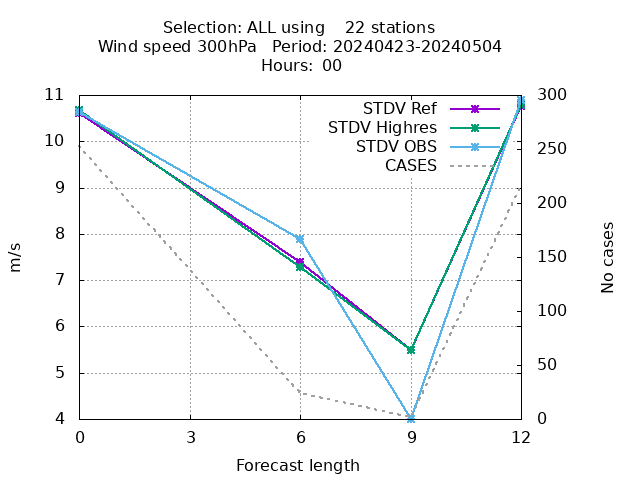 Selection: ALL using    22 stations
Wind speed 300hPa   Period: 20240423-20240504
Hours: 00
11
10
9
8
7
6
5
4
m/s
STDV Ref
STDV Highres
STDV OBS
CASES
300
250
200
150
100
50
0
No cases
0 3 6 9 12
Forecast length